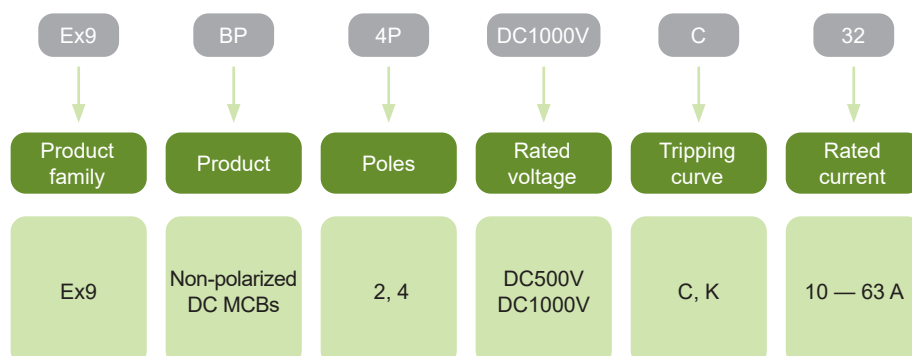 Ex9 BP 4P DC1000V C 32
Product family
Product
Poles
Rated voltage
Tripping curve
Rated current
Ex9
Non-polarized
DC MCBs
2, 4
DC500V
DC1000V
C, K
10 — 63 A